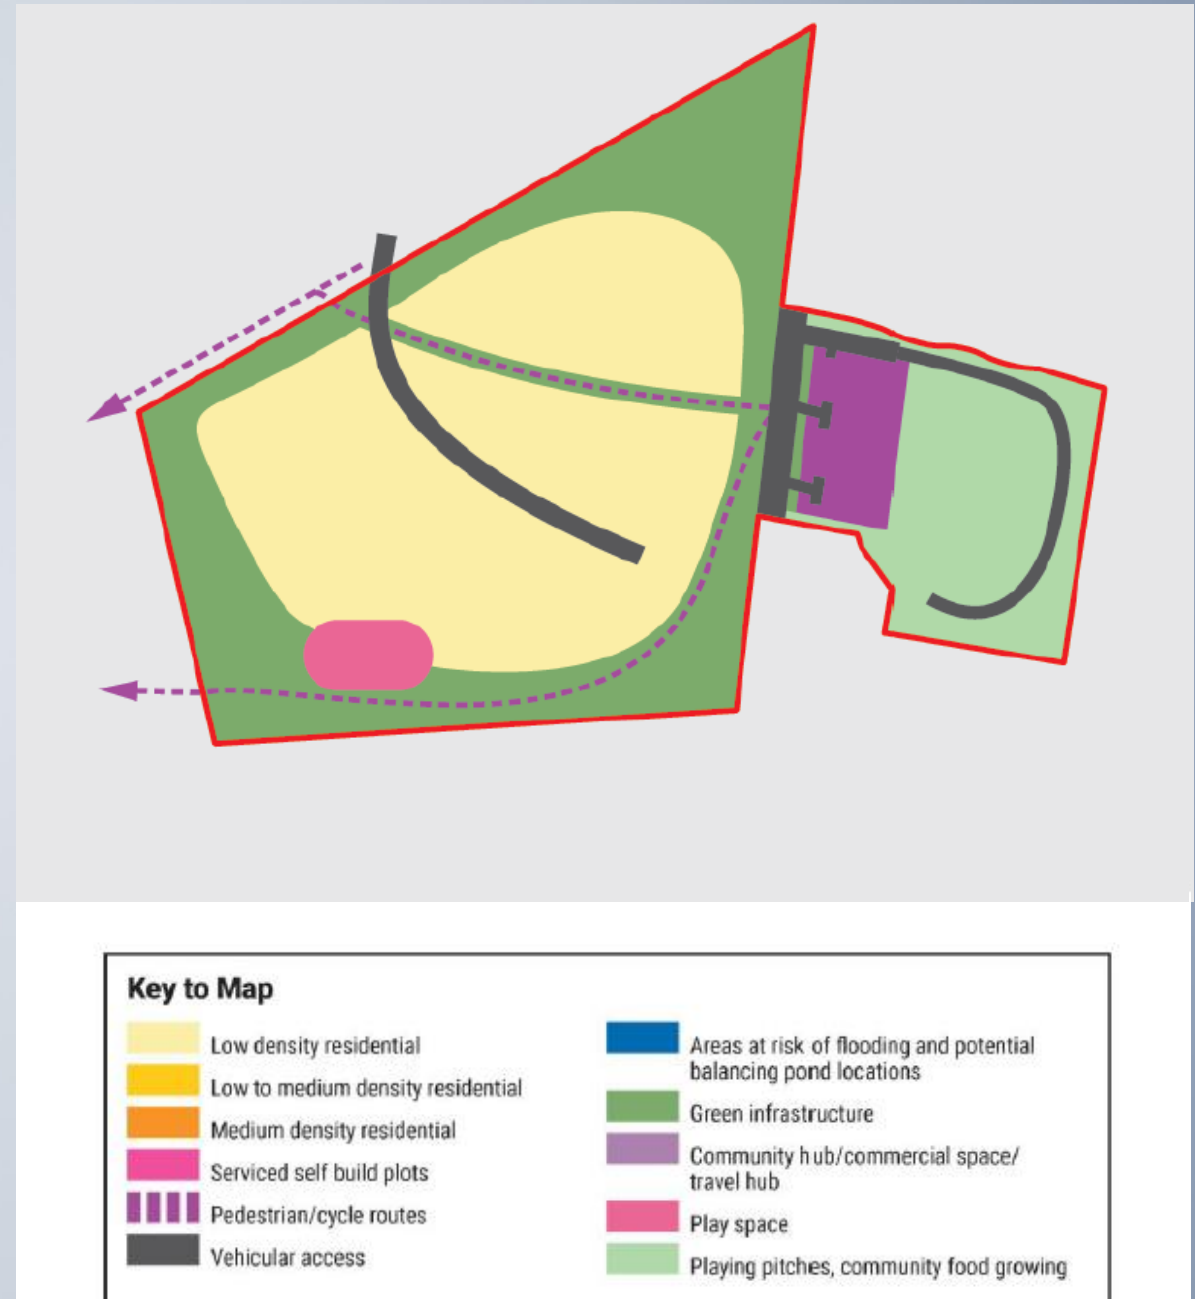 Key to Map
Low density residential
Low to medium density residential
Medium density residential
Serviced self build plots
Pedestrian/cycle routes
Vehicular access
Areas at risk of flooding and potential
balancing pond locations
Green infrastructure
Community hub/commercial space/
travel hub
Play space
Playing pitches, community food growing